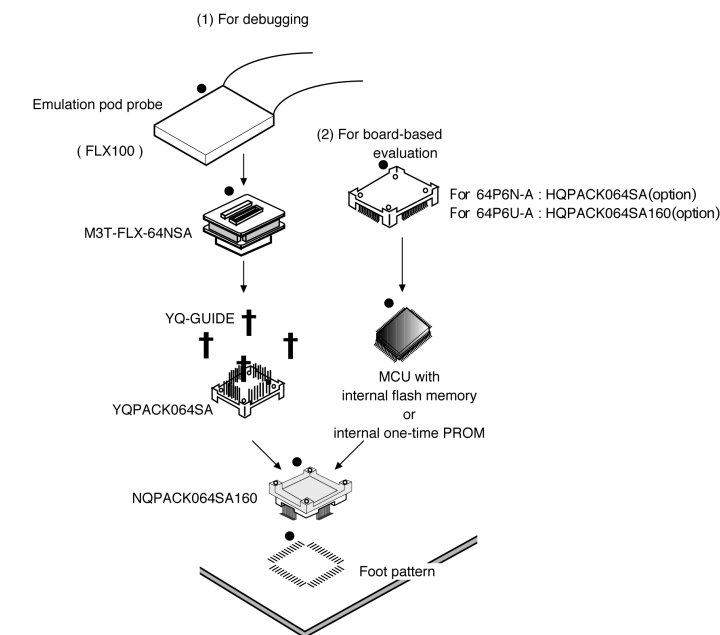 (1) For debugging
Emulation pod probe
( FLX100 )
(2) For board-based
evaluation
For 64P6N-A : HQPACK064SA(option)
For 64P6U-A : HQPACK064SA160(option)
M3T-FLX-64NSA
YQ-GUIDE
YQPACK064SA
MCU with
internal flash memory
or
internal one-time PROM
NQPACK064SA160
Foot pattern